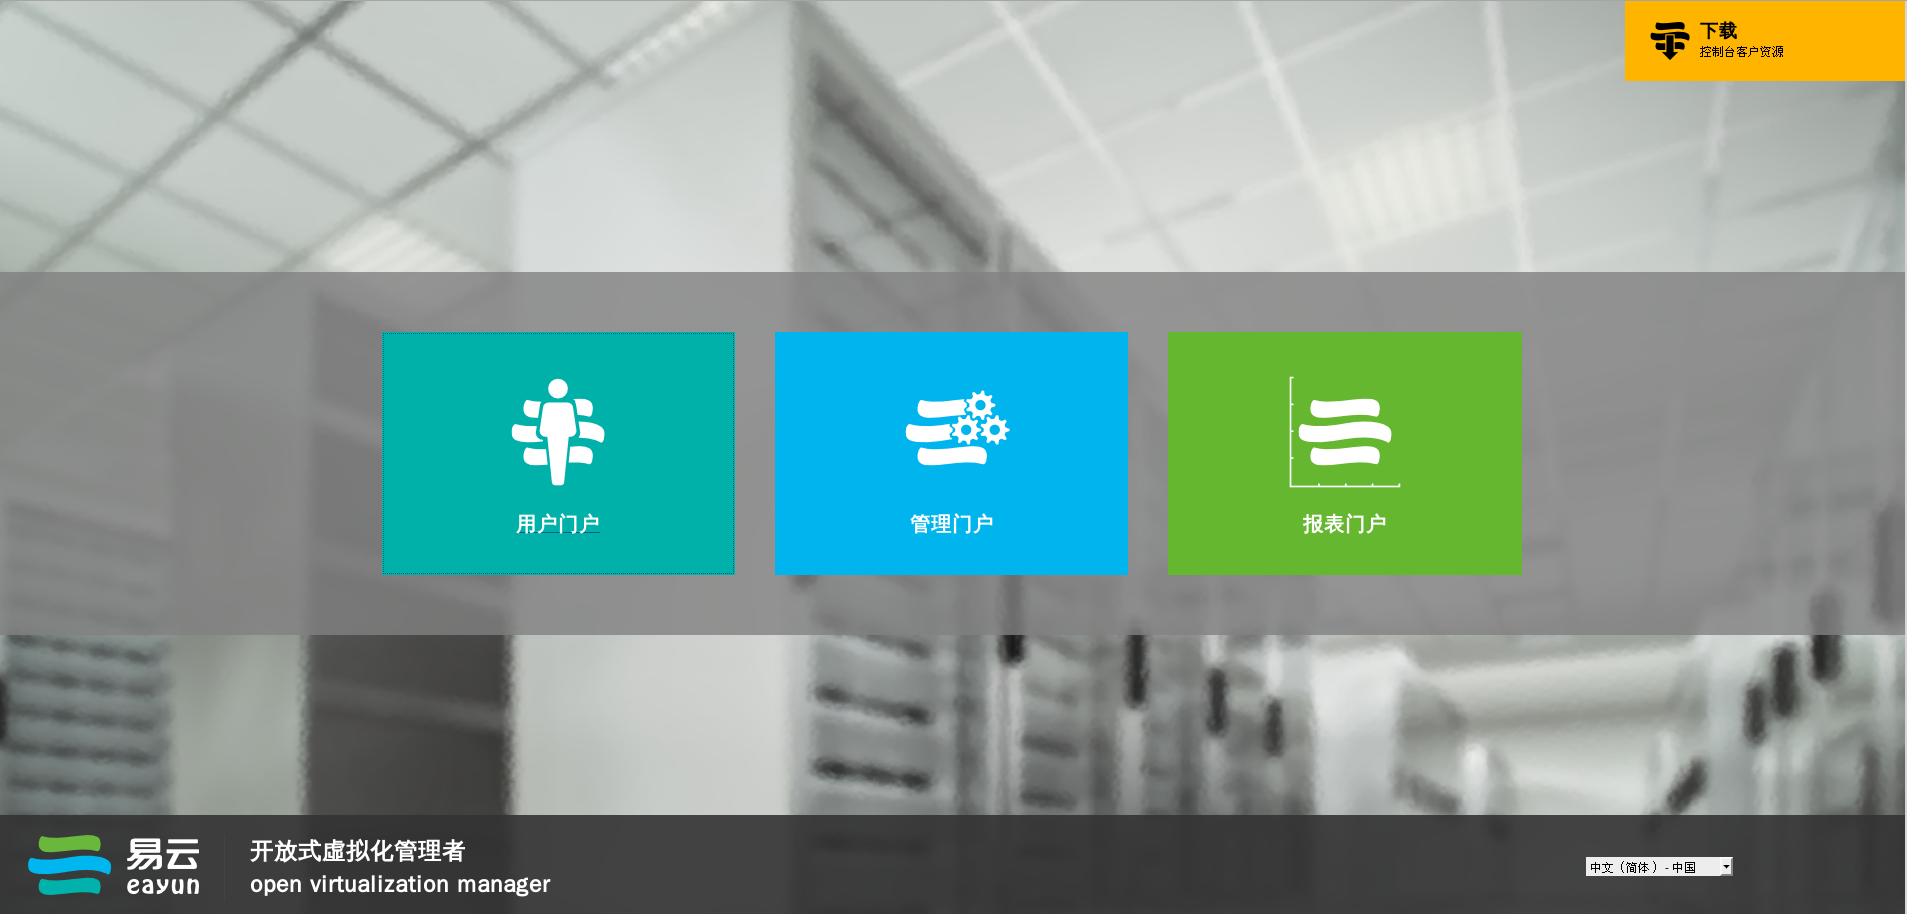 下载
控制台客户资源
用户门户
管理门户
报表门户
易云
eayun
开放式虚拟化管理者
open virtualization manager
中文（简体） - 中国